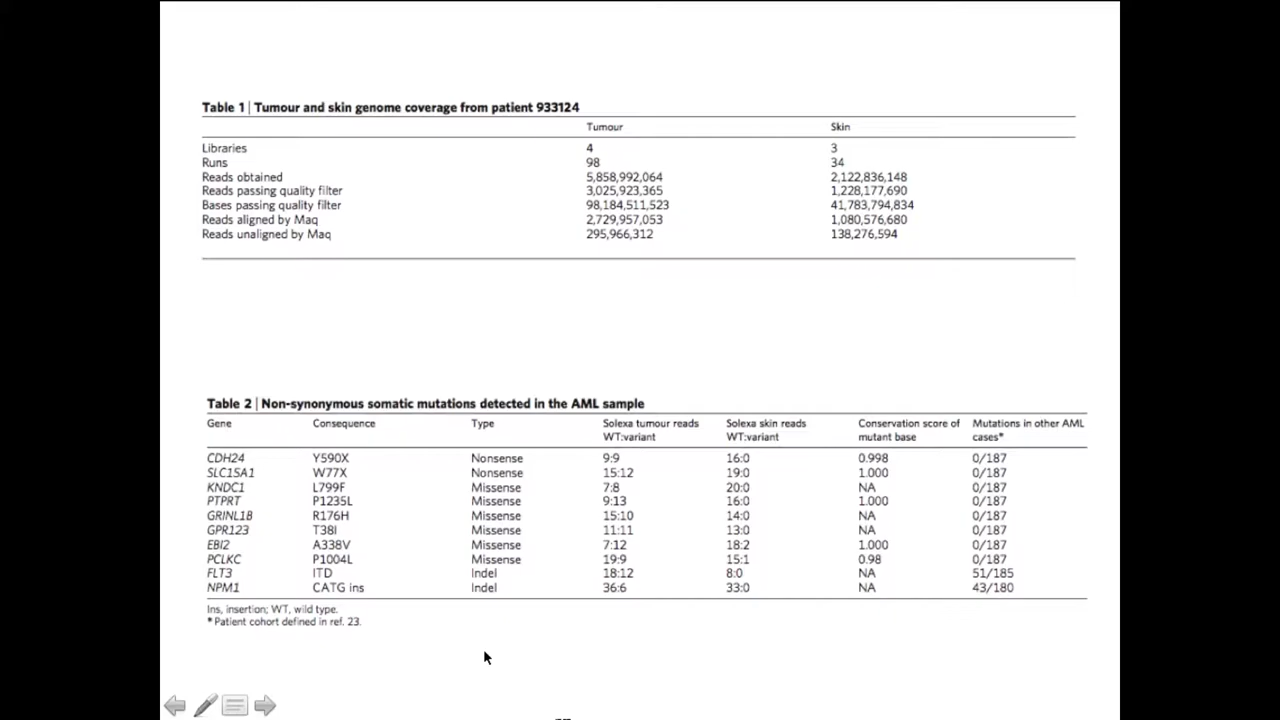 Table 1 | Tumour and skin genome coverage from patient 933124
Tumour Skin
Libraries 4 3
Runs 98 34
Reads obtained 5,858,992,064 2,122,836,148
Reads passing quality filter 3,025,923,365 1,228,177,690
Bases passing quality filter 98,184,511,523 41,783,794,834
Reads aligned by Maq 2,729,957,053 1,080,576,680
Reads unaligned by Maq 295,966,312 138,276,594
Table 2 | Non-synonymous somatic mutations detected in the AML sample
Gene Consequence Type Solexa tumour reads Solexa skin reads Conservation score of Mutations in other AML
WT:variant WT:variant mutant base cases*
CDH24 Y590X Nonsense 9:9 16:0 0.998 0/187
SLC15A1 W77X Nonsense 15:12 19:0 1.000 0/187
KNDC1 L799F Missense 7:8 20:0 NA 0/187
PTPRT P1235L Missense 9:13 16:0 1.000 0/187
GRINL1B R176H Missense 15:10 14:0 NA 0/187
GPR123 T38I Missense 11:11 13:0 NA 0/187
EBI2 A338V Missense 7:12 18:2 1.000 0/187
PCLKC P1004L Missense 19:9 15:1 0.98 0/187
FLT3 ITD Indel 18:12 8:0 NA 51/185
NPM1 CATG ins Indel 36:6 33:0 NA 43/180
Ins, insertion; WT, wild type.
* Patient cohort defined in ref. 23.